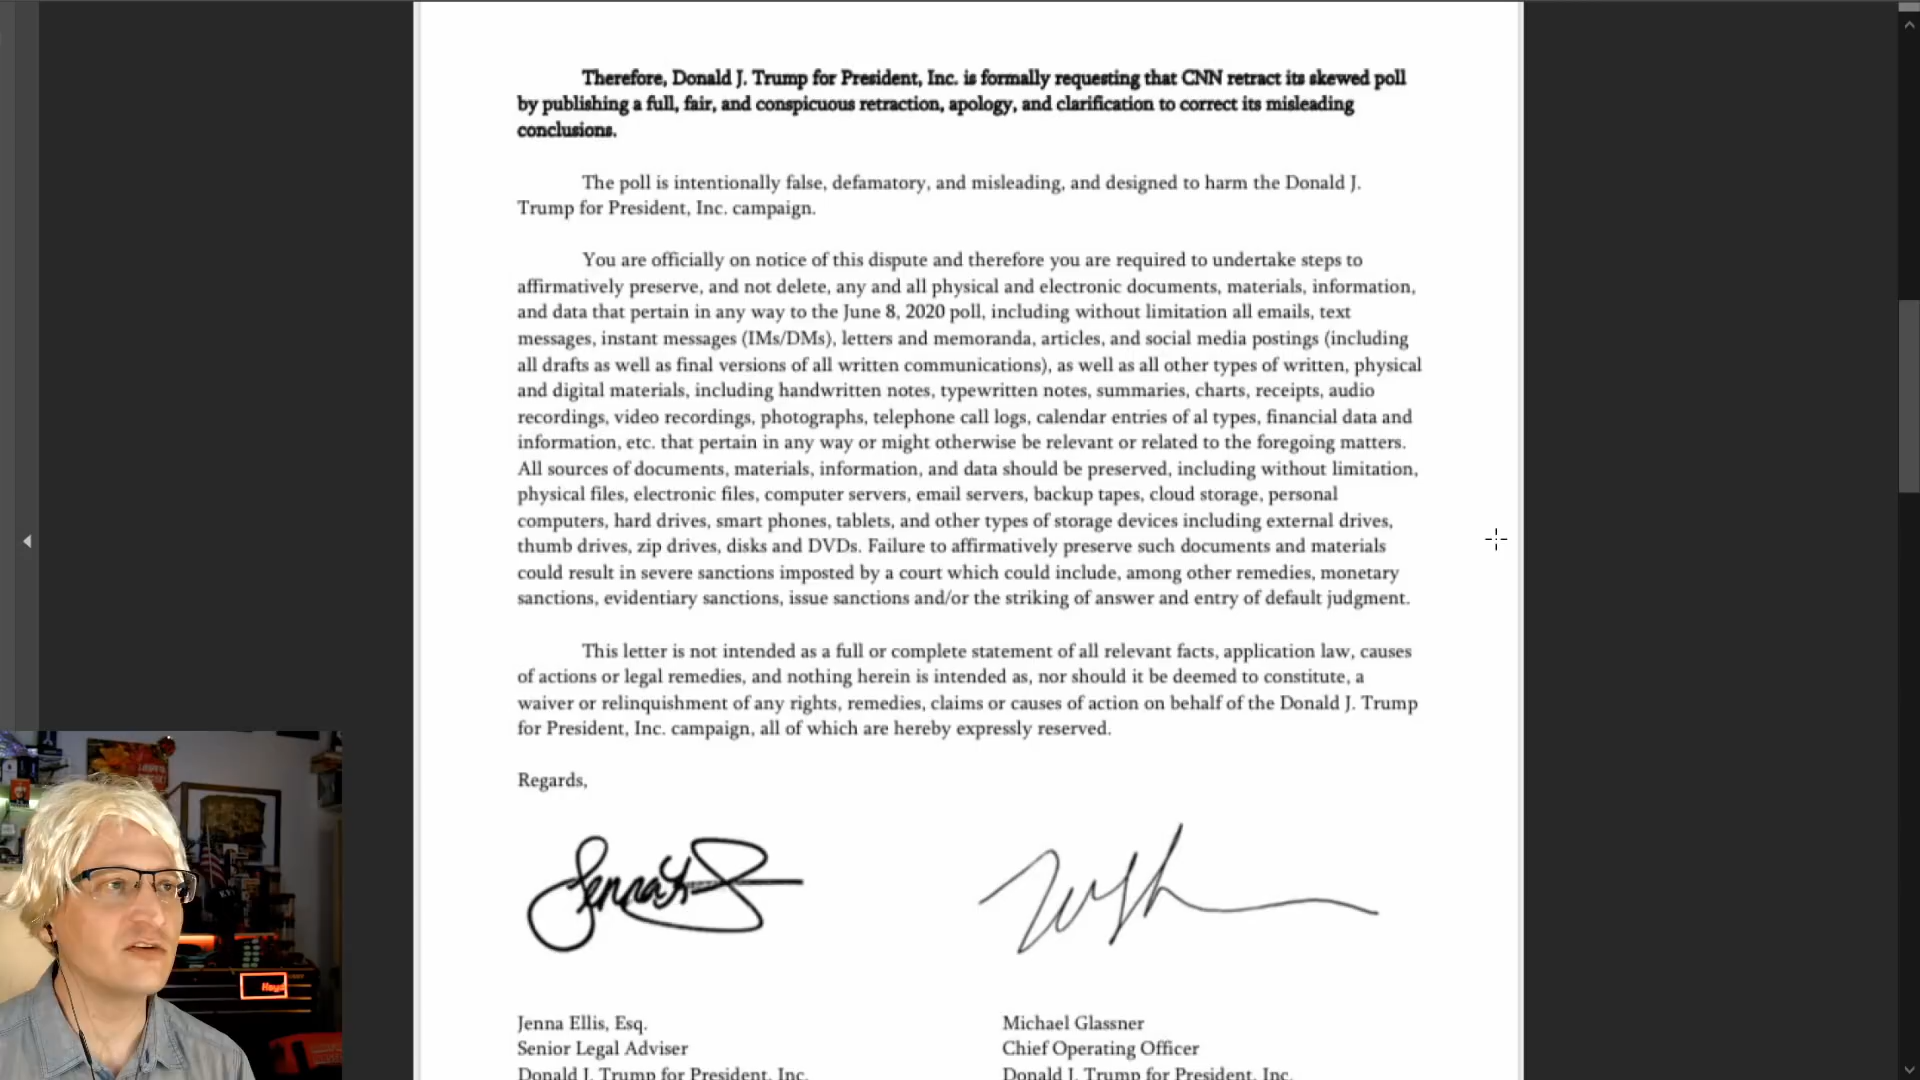 Therefore, Donald J. Trump for President, Inc. is formally requesting that CNN retract its skewed poll
by publishing a full, fair, and conspicuous retraction, apology, and clarification to correct its misleading
conclusions.
The poll is intentionally false, defamatory, and misleading, and designed to harm the Donald J.
Trump for President, Inc. campaign.
You are officially on notice of this dispute and therefore you are required to undertake steps to
affirmatively preserve, and not delete, any and all physical and electronic documents, materials, information,
and data that pertain in any way to the June 8, 2020 poll, including without limitation all emails, text
messages, instant messages (IMs/DMs), letters and memoranda, articles, and social media postings (including
all drafts as well as final versions of all written communications), as well as all other types of written, physical
and digital materials, including handwritten notes, typewritten notes, summaries, charts, receipts, audio
recordings, video recordings, photographs, telephone call logs, calendar entries of al types, financial data and
information, etc. that pertain in any way or might otherwise be relevant or related to the foregoing matters.
All sources of documents, materials, information, and data should be preserved, including without limitation,
physical files, electronic files, computer servers, email servers, backup tapes, cloud storage, personal
computers, hard drives, smart phones, tablets, and other types of storage devices including external drives,
thumb drives, zip drives, disks and DVDs. Failure to affirmatively preserve such documents and materials
could result in severe sanctions imposted by a court which could include, among other remedies, monetary
sanctions, evidentiary sanctions, issue sanctions and/or the striking of answer and entry of default judgment.
This letter is not intended as a full or complete statement of all relevant facts, application law, causes
of actions or legal remedies, and nothing herein is intended as, nor should it be deemed to constitute, a
waiver or relinquishment of any rights, remedies, claims or causes of action on behalf of the Donald J. Trump
for President, Inc. campaign, all of which are hereby expressly reserved.
Regards,
Jenna Ellis, Esq.
Senior Legal Adviser
Donald J. Trump for President, Inc.
Michael Glassner
Chief Operating Officer
Donald J. Trump for President, Inc.